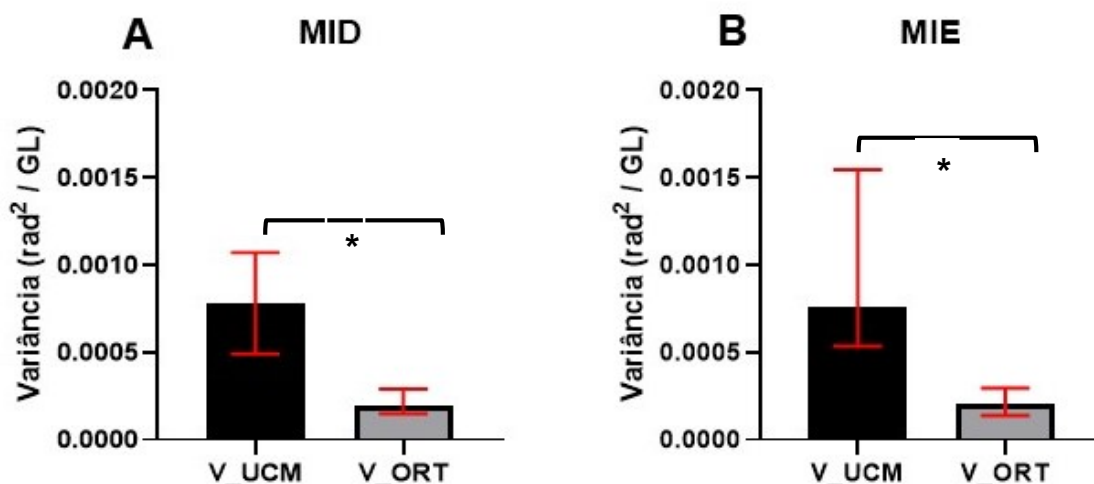 A
MID
Variância (rad² / GL)
0.0020
0.0015
0.0010
0.0005
0.0000
*
V_UCM
V_ORT
B
MIE
Variância (rad² / GL)
0.0020
0.0015
0.0010
0.0005
0.0000
*
V_UCM
V_ORT